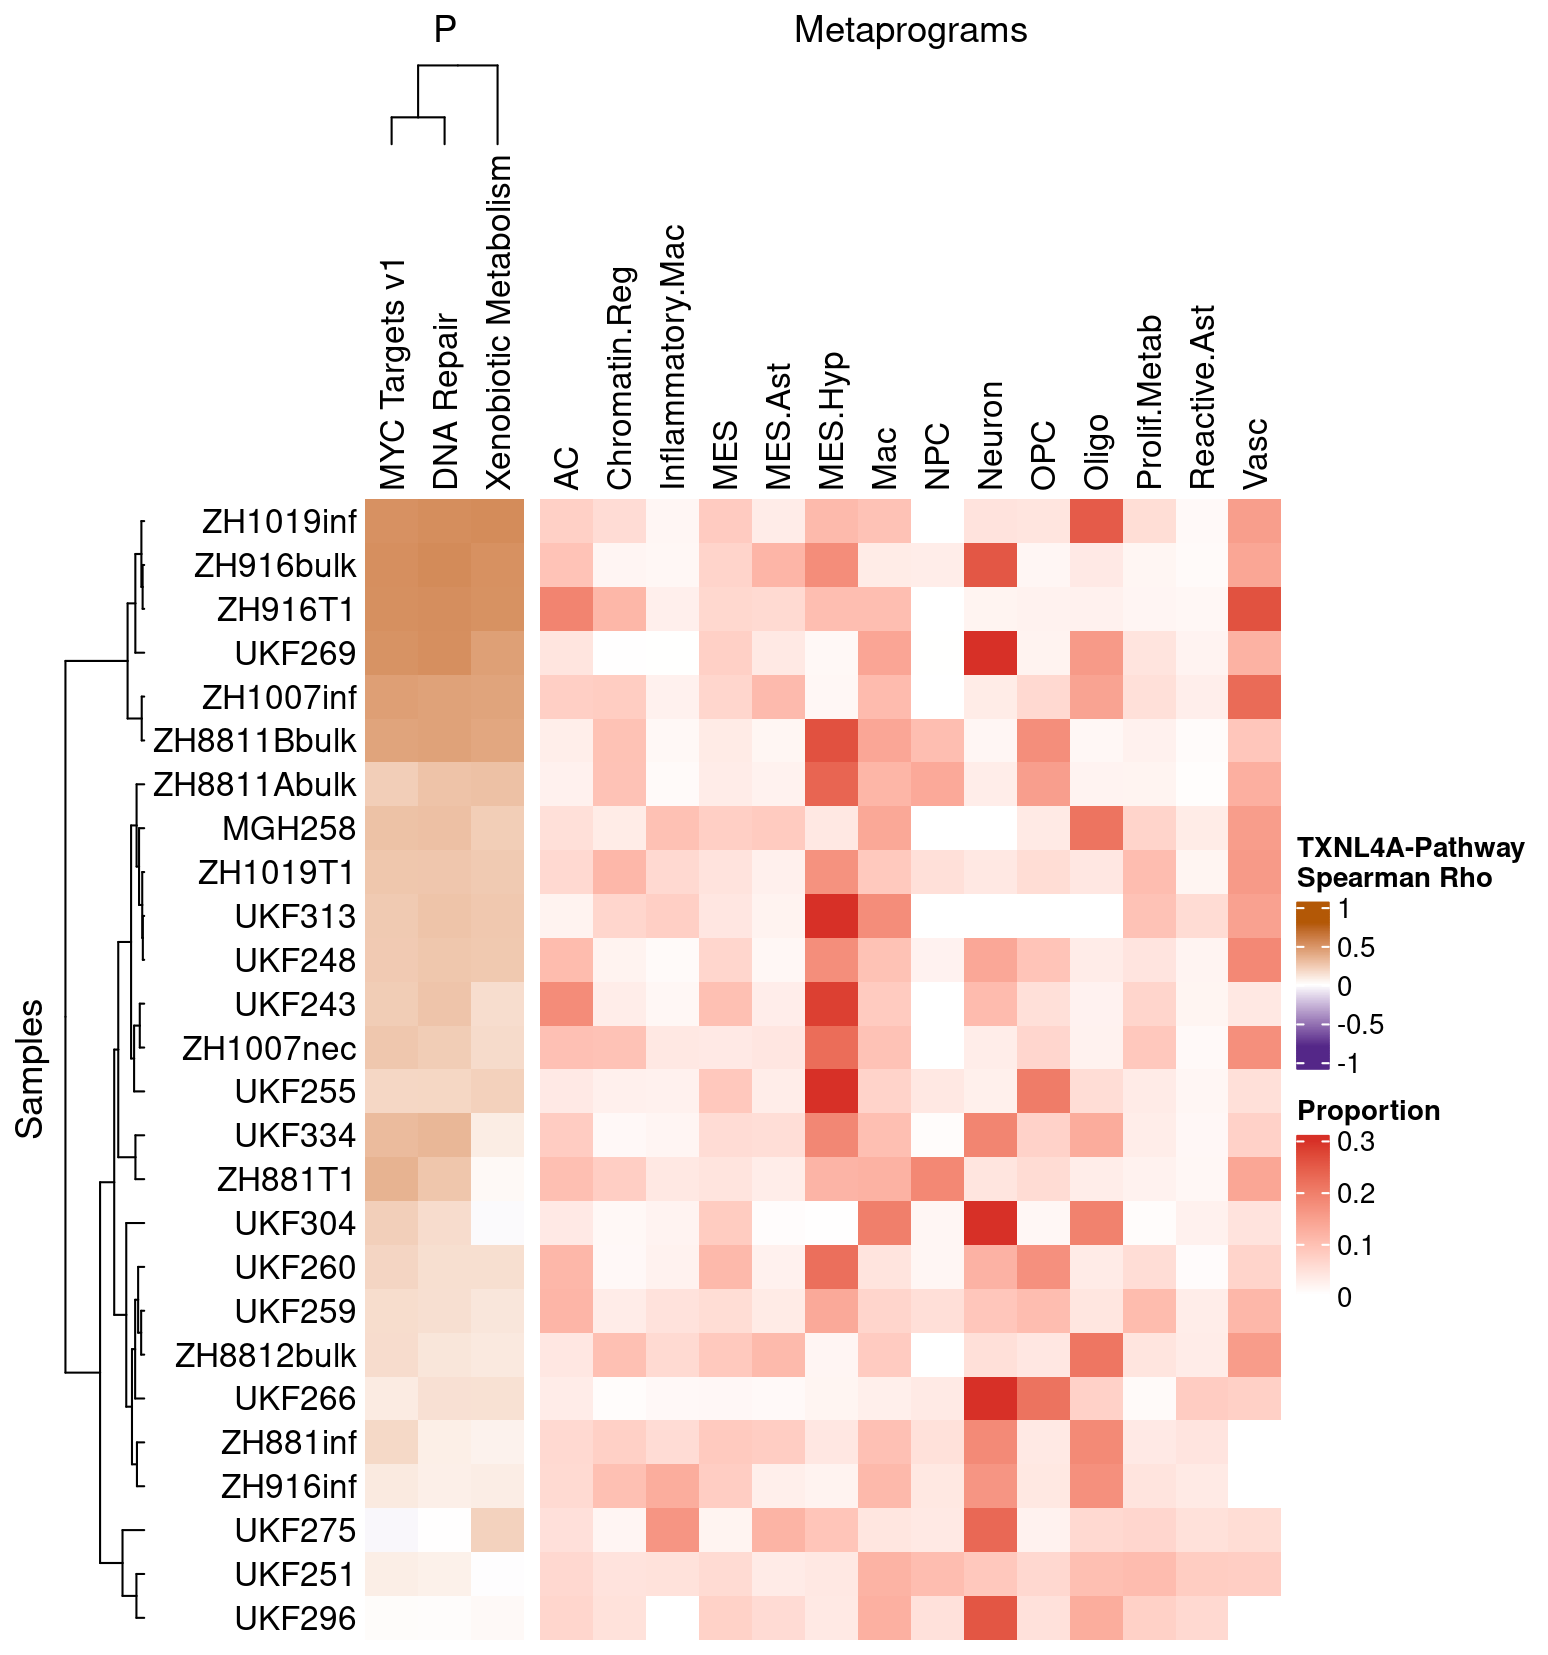 P
Metaprograms
MYC Targets v1
DNA Repair
Xenobiotic Metabolism
AC
Chromatin.Reg
Inflammatory.Mac
MES
MES.Ast
MES.Hyp
Mac
NPC
Neuron
OPC
Oligo
Prolif.Metab
Reactive.Ast
Vasc
Samples
ZH1019inf
ZH916bulk
ZH916T1
UKF269
ZH1007inf
ZH8811Bbulk
ZH8811Abulk
MGH258
ZH1019T1
UKF313
UKF248
UKF243
ZH1007nec
UKF255
UKF334
ZH881T1
UKF304
UKF260
UKF259
ZH8812bulk
UKF266
ZH881inf
ZH916inf
UKF275
UKF251
UKF296
TXNL4A-Pathway
Spearman Rho
1
0.5
0
-0.5
-1
Proportion
0.3
0.2
0.1
0